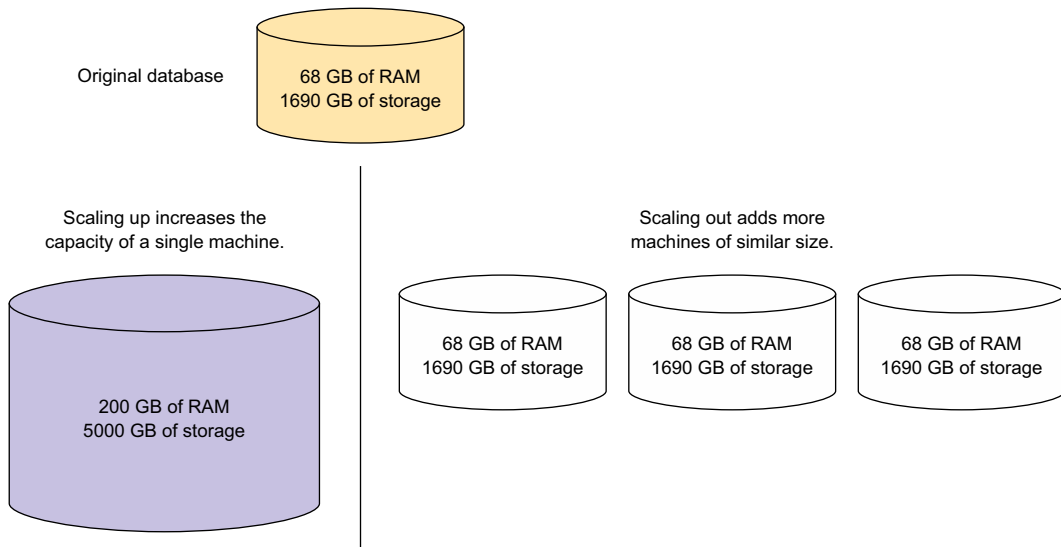 Original database
68 GB of RAM
1690 GB of storage
Scaling up increases the
capacity of a single machine.
200 GB of RAM
5000 GB of storage
Scaling out adds more
machines of similar size.
68 GB of RAM
1690 GB of storage
68 GB of RAM
1690 GB of storage
68 GB of RAM
1690 GB of storage